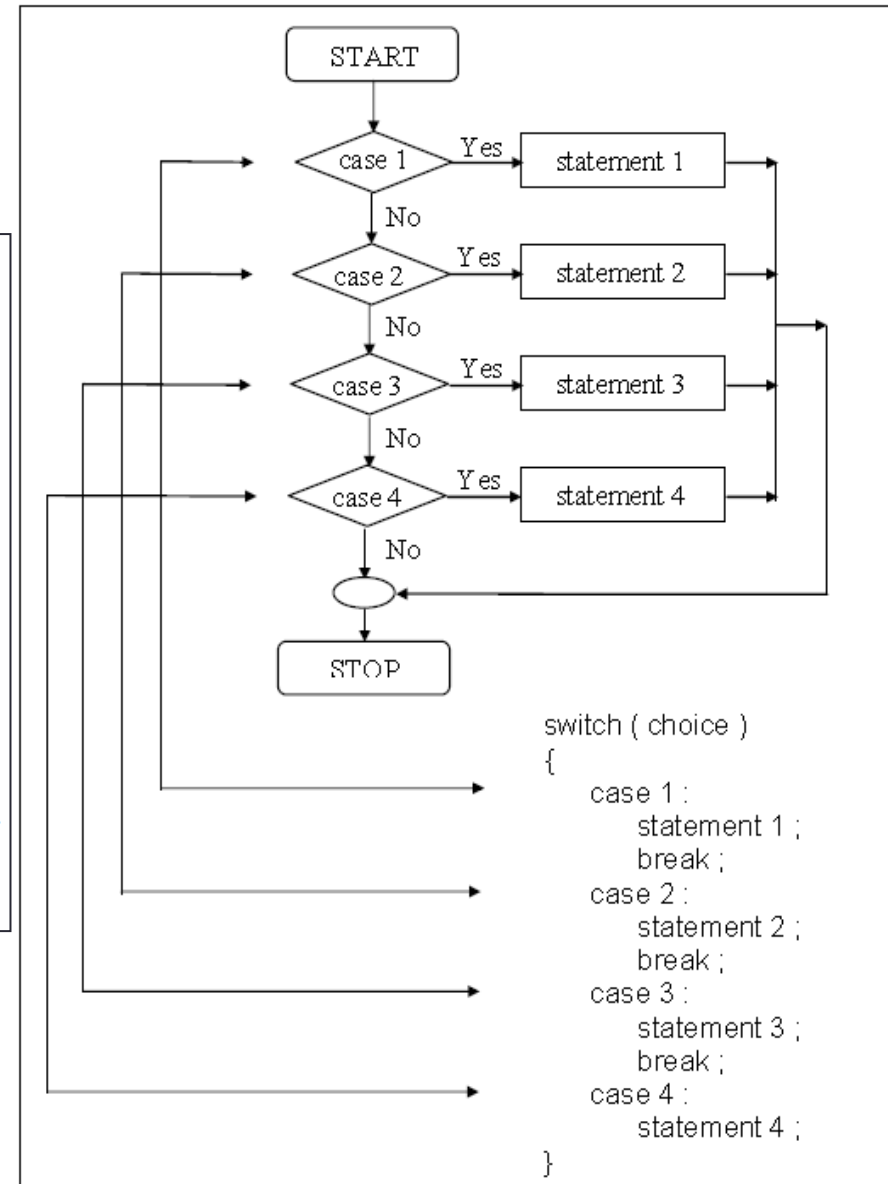 START
case 1
Yes
statement 1
No
case 2
Yes
statement 2
No
case 3
Yes
statement 3
No
case 4
Yes
statement 4
No
STOP
switch ( choice )
{
case 1 :
statement 1 ;
break ;
case 2 :
statement 2 ;
break ;
case 3 :
statement 3 ;
break ;
case 4 :
statement 4 ;
}